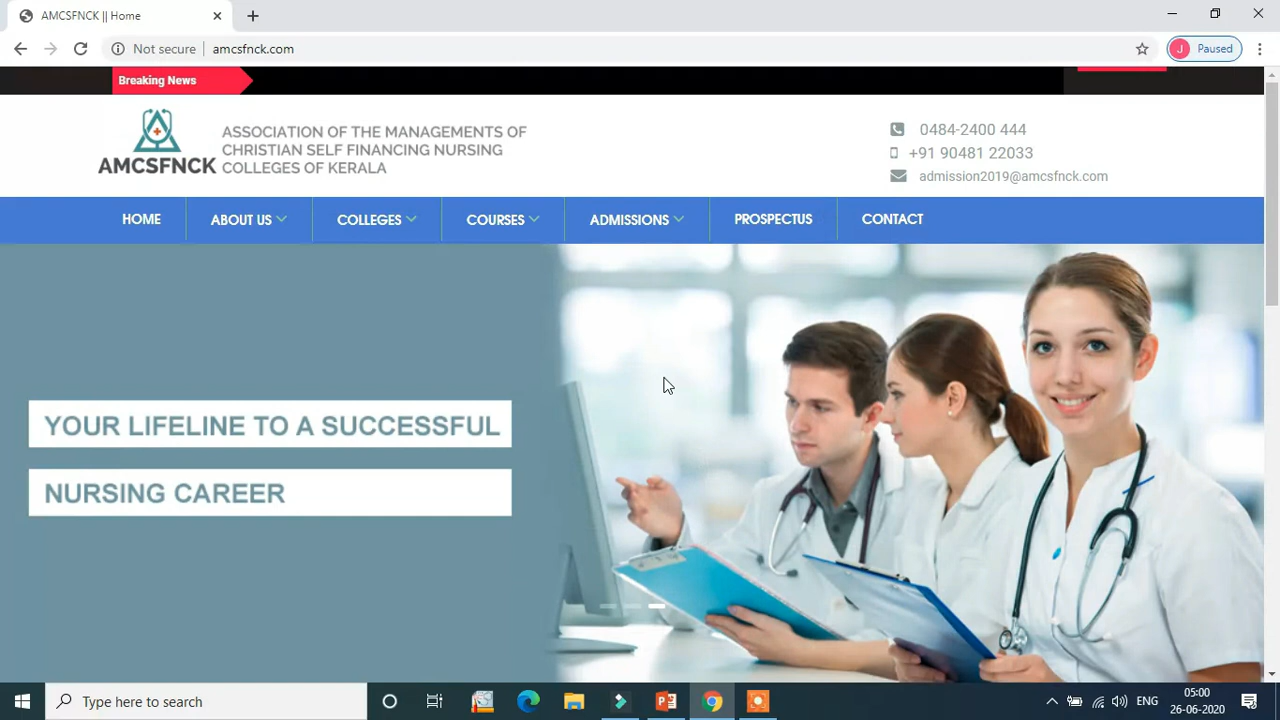 AMCSFNCK || Home
Not secure
amcsfnck.com
J
Paused
Breaking News
AMCSFNCK
ASSOCIATION OF THE MANAGEMENTS OF
CHRISTIAN SELF FINANCING NURSING
COLLEGES OF KERALA
0484-2400 444
+91 90481 22033
admission2019@amcsfnck.com
HOME
ABOUT US
COLLEGES
COURSES
ADMISSIONS
PROSPECTUS
CONTACT
YOUR LIFELINE TO A SUCCESSFUL
NURSING CAREER
Type here to search
ENG
05:00
26-06-2020